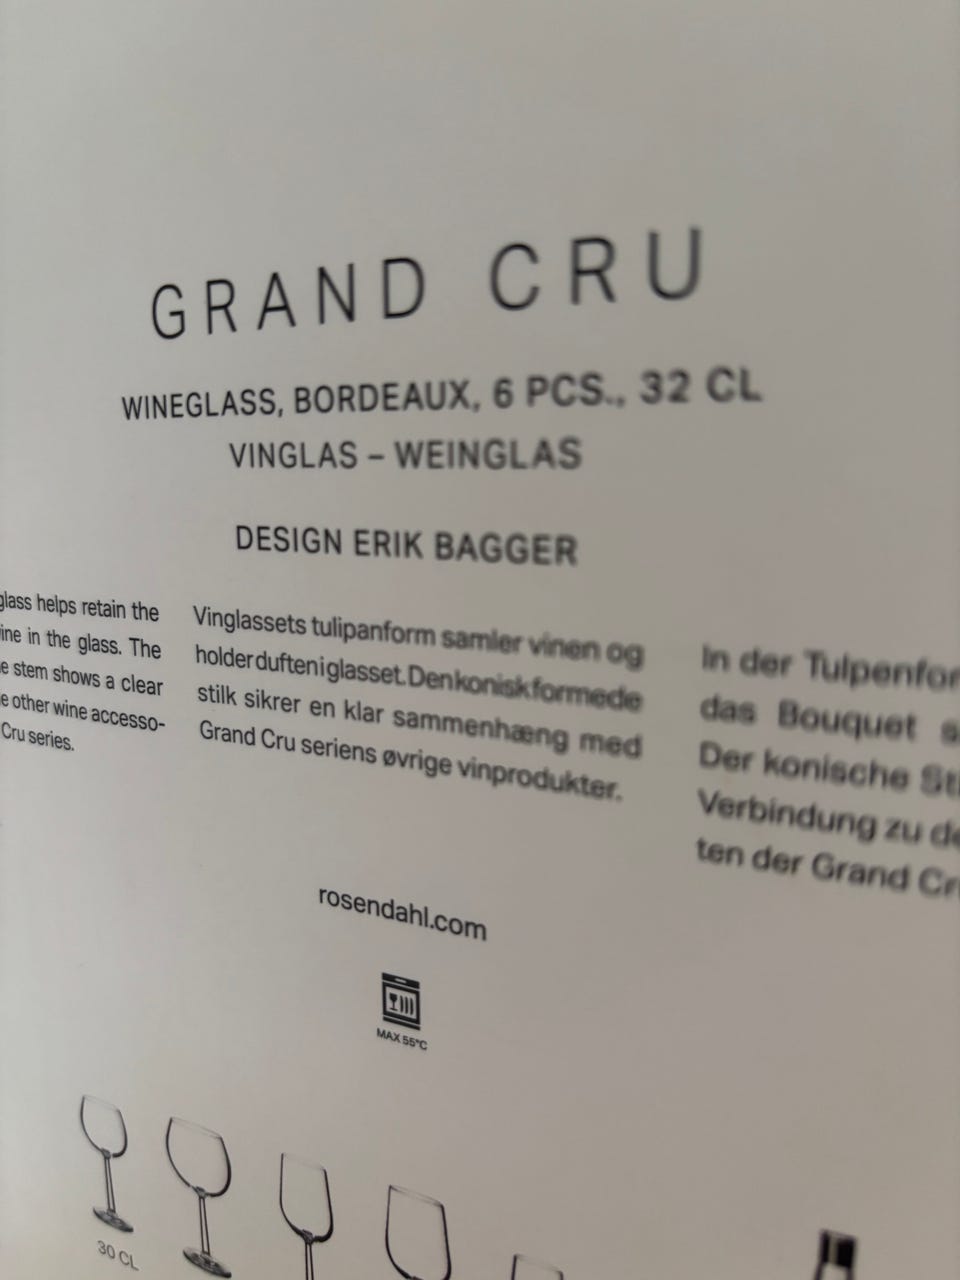 GRAND CRU
WINEGLASS, BORDEAUX, 6 PCS., 32 CL
VINGLAS – WEINGLAS
DESIGN ERIK BAGGER
glass helps retain the
ine in the glass. The
e stem shows a clear
e other wine accesso-
Cru series.
Vinglassets tulipanform samler vinen og
holder duften i glasset. Den konisk formede
stilk sikrer en klar sammenhæng med
Grand Cru seriens øvrige vinprodukter.
In der Tulpenfor
das Bouquet s
Der konische Sti
Verbindung zu de
ten der Grand Cru
rosendahl.com
MAX 55°C
30 CL